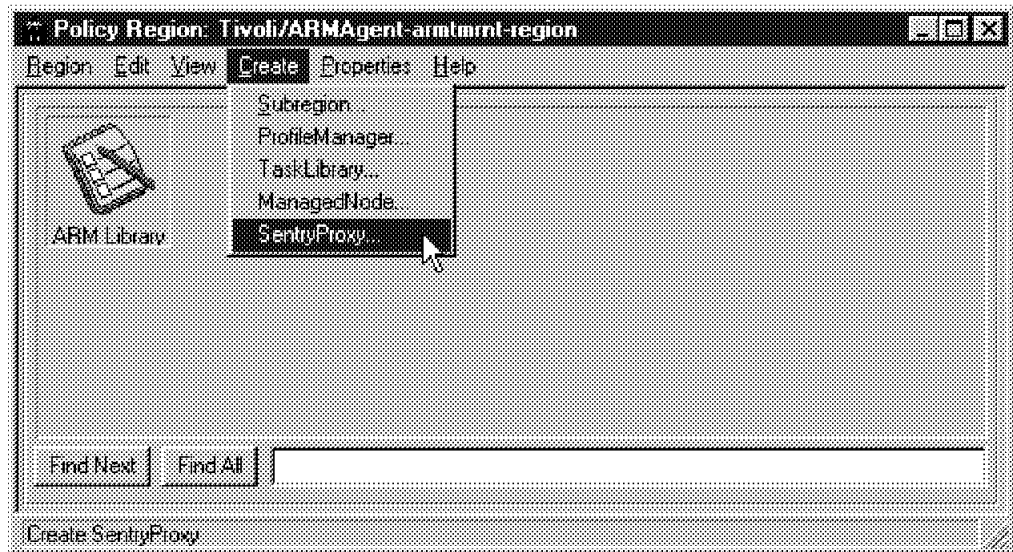 Policy Region: Tivoli/ARMAgent-armtmrnt-region
Region Edit View Create Properties Help
Subregion...
ProfileManager...
TaskLibrary...
ManagedNode...
SentryProxy...
ARM Library
Find Next Find All
Create SentryProxy